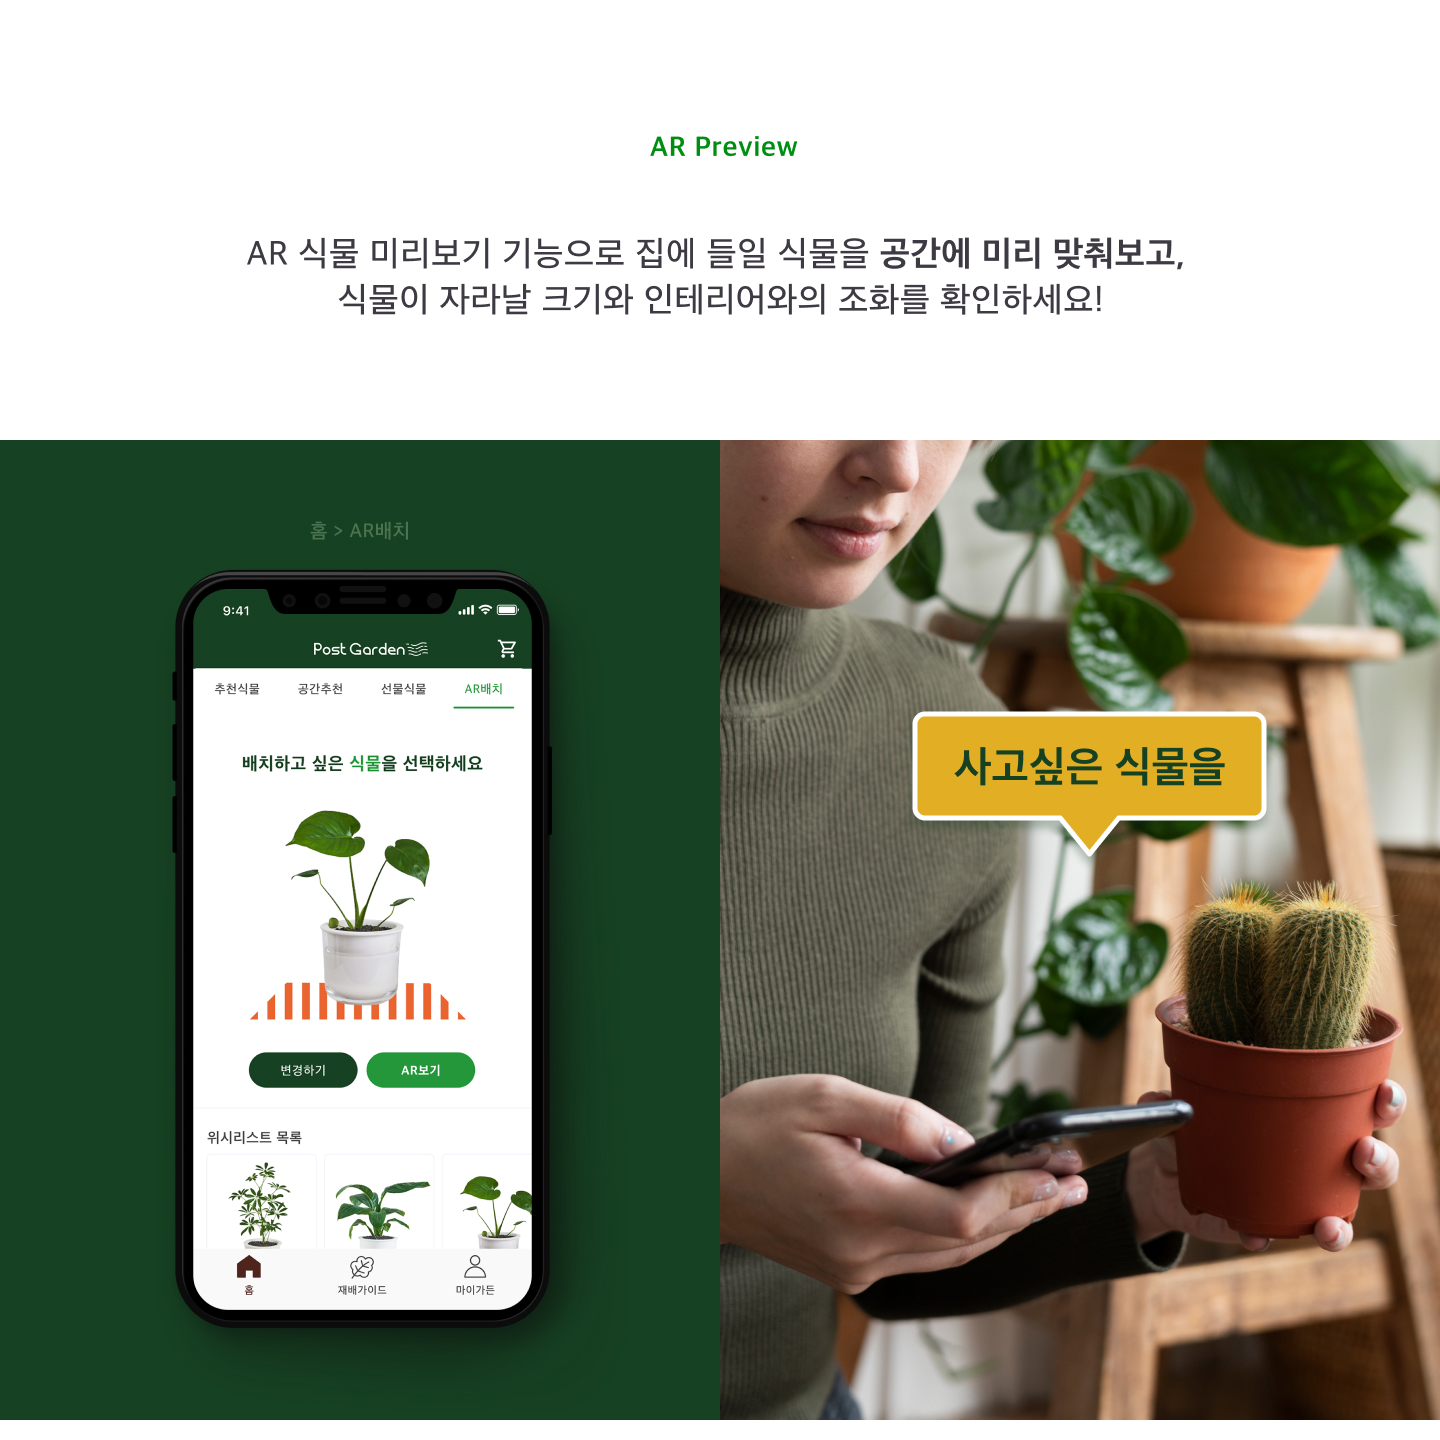 AR Preview
AR 식물 미리보기 기능으로 집에 들일 식물을 공간에 미리 맞춰보고,
식물이 자라날 크기와 인테리어와의 조화를 확인하세요!
홈 > AR배치
9:41
Post Garden
추천식물 공간추천 선물식물 AR배치
배치하고 싶은 식물을 선택하세요
변경하기 AR보기
위시리스트 목록
홈 재배가이드 마이가든
사고싶은 식물을